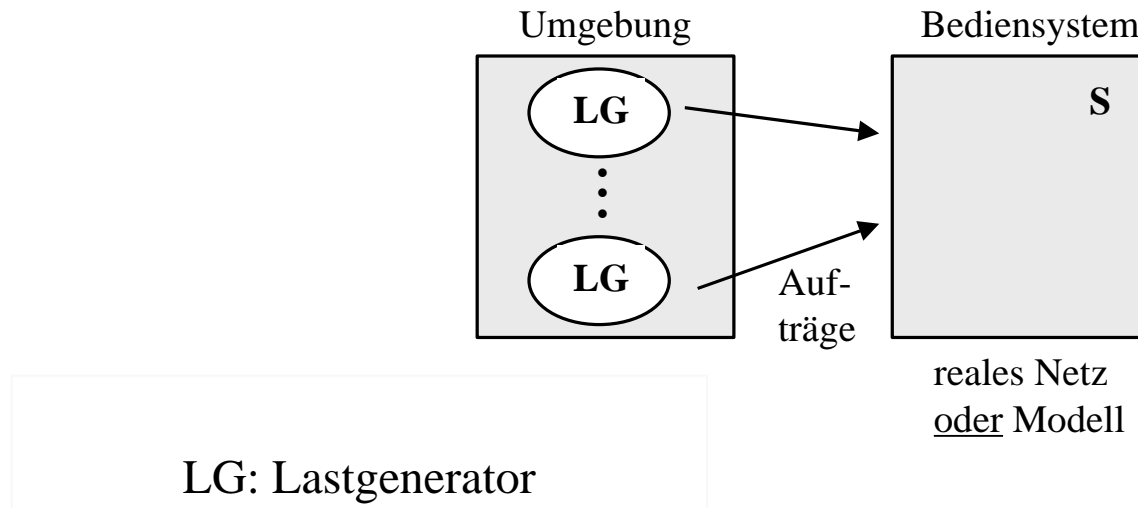 Umgebung
Bediensystem
LG
S
LG
Auf-
träge
reales Netz
oder Modell
LG: Lastgenerator